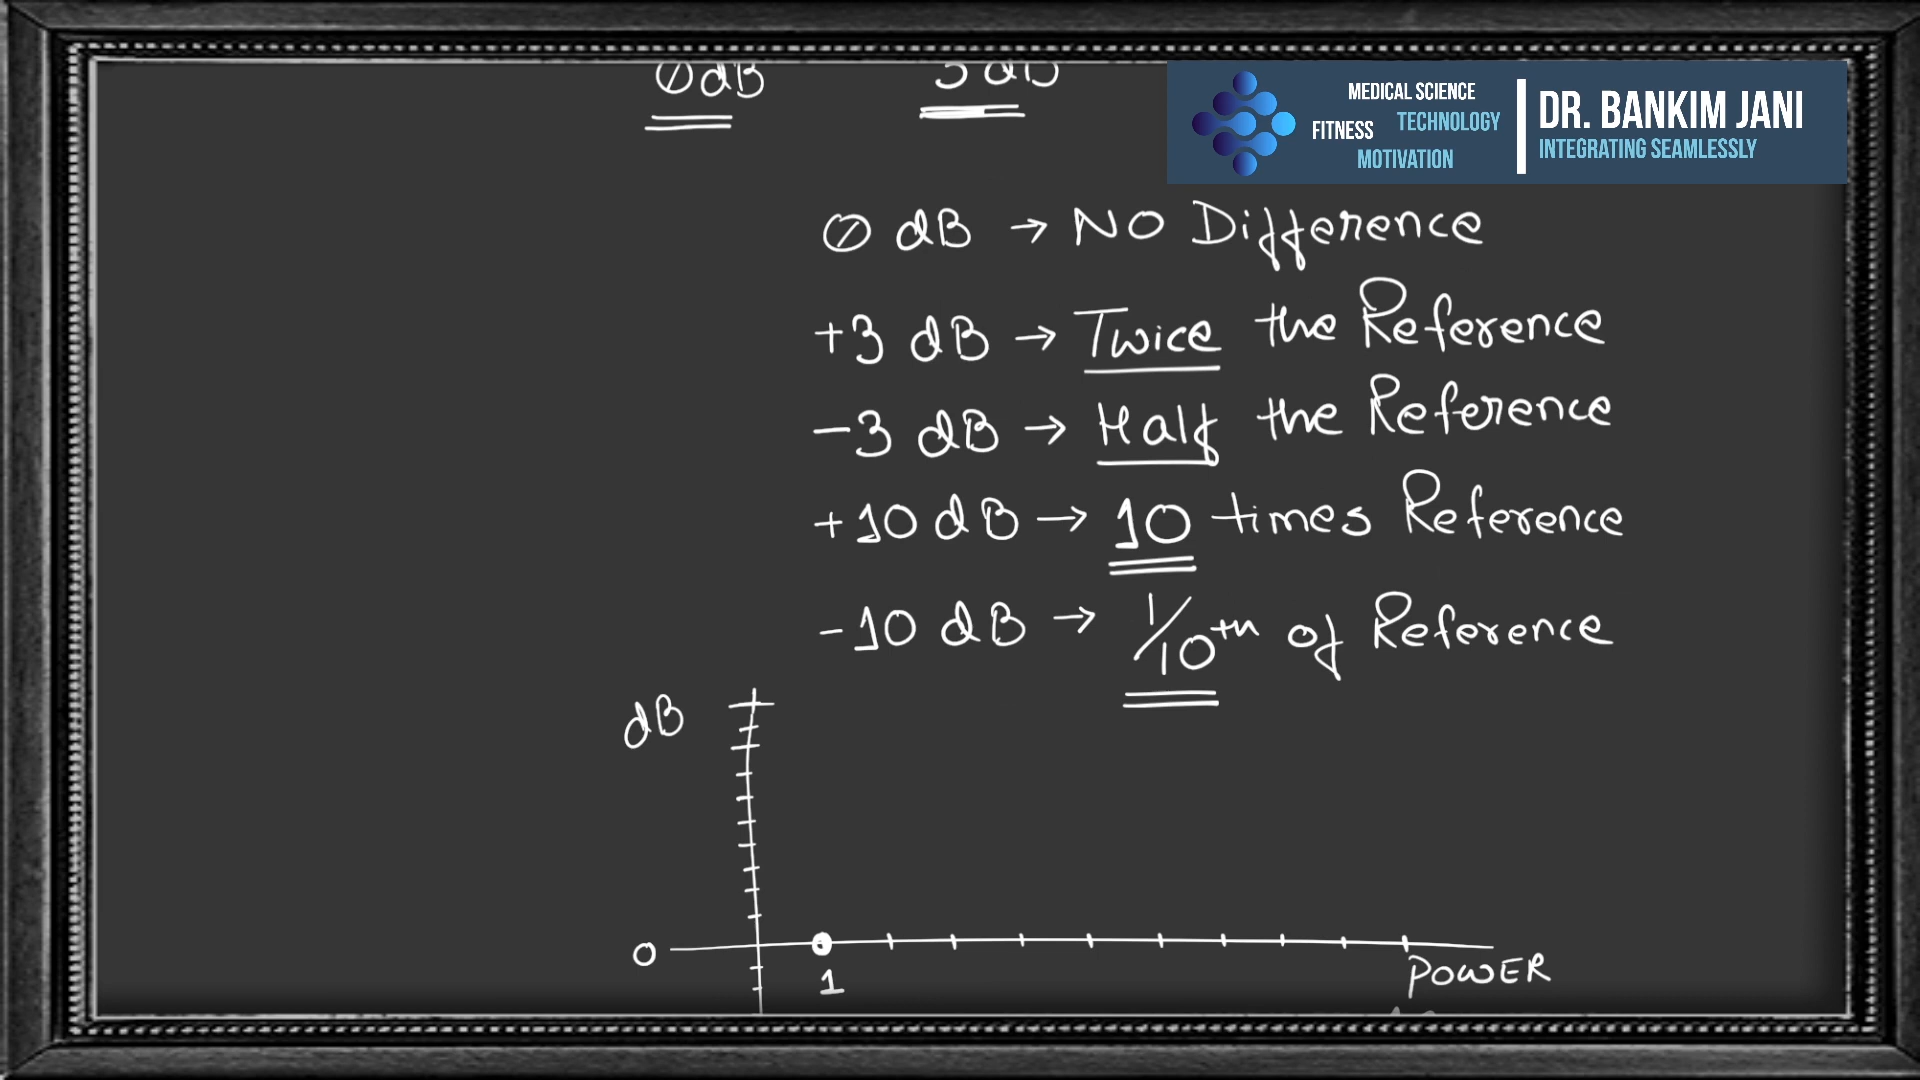 0 dB
MEDICAL SCIENCE
FITNESS TECHNOLOGY
MOTIVATION
DR. BANKIM JANI
INTEGRATING SEAMLESSLY
0 dB → NO Difference
+3 dB → Twice the Reference
-3 dB → Half the Reference
+10 dB → 10 times Reference
-10 dB → 1/10th of Reference
dB
0
1
POWER